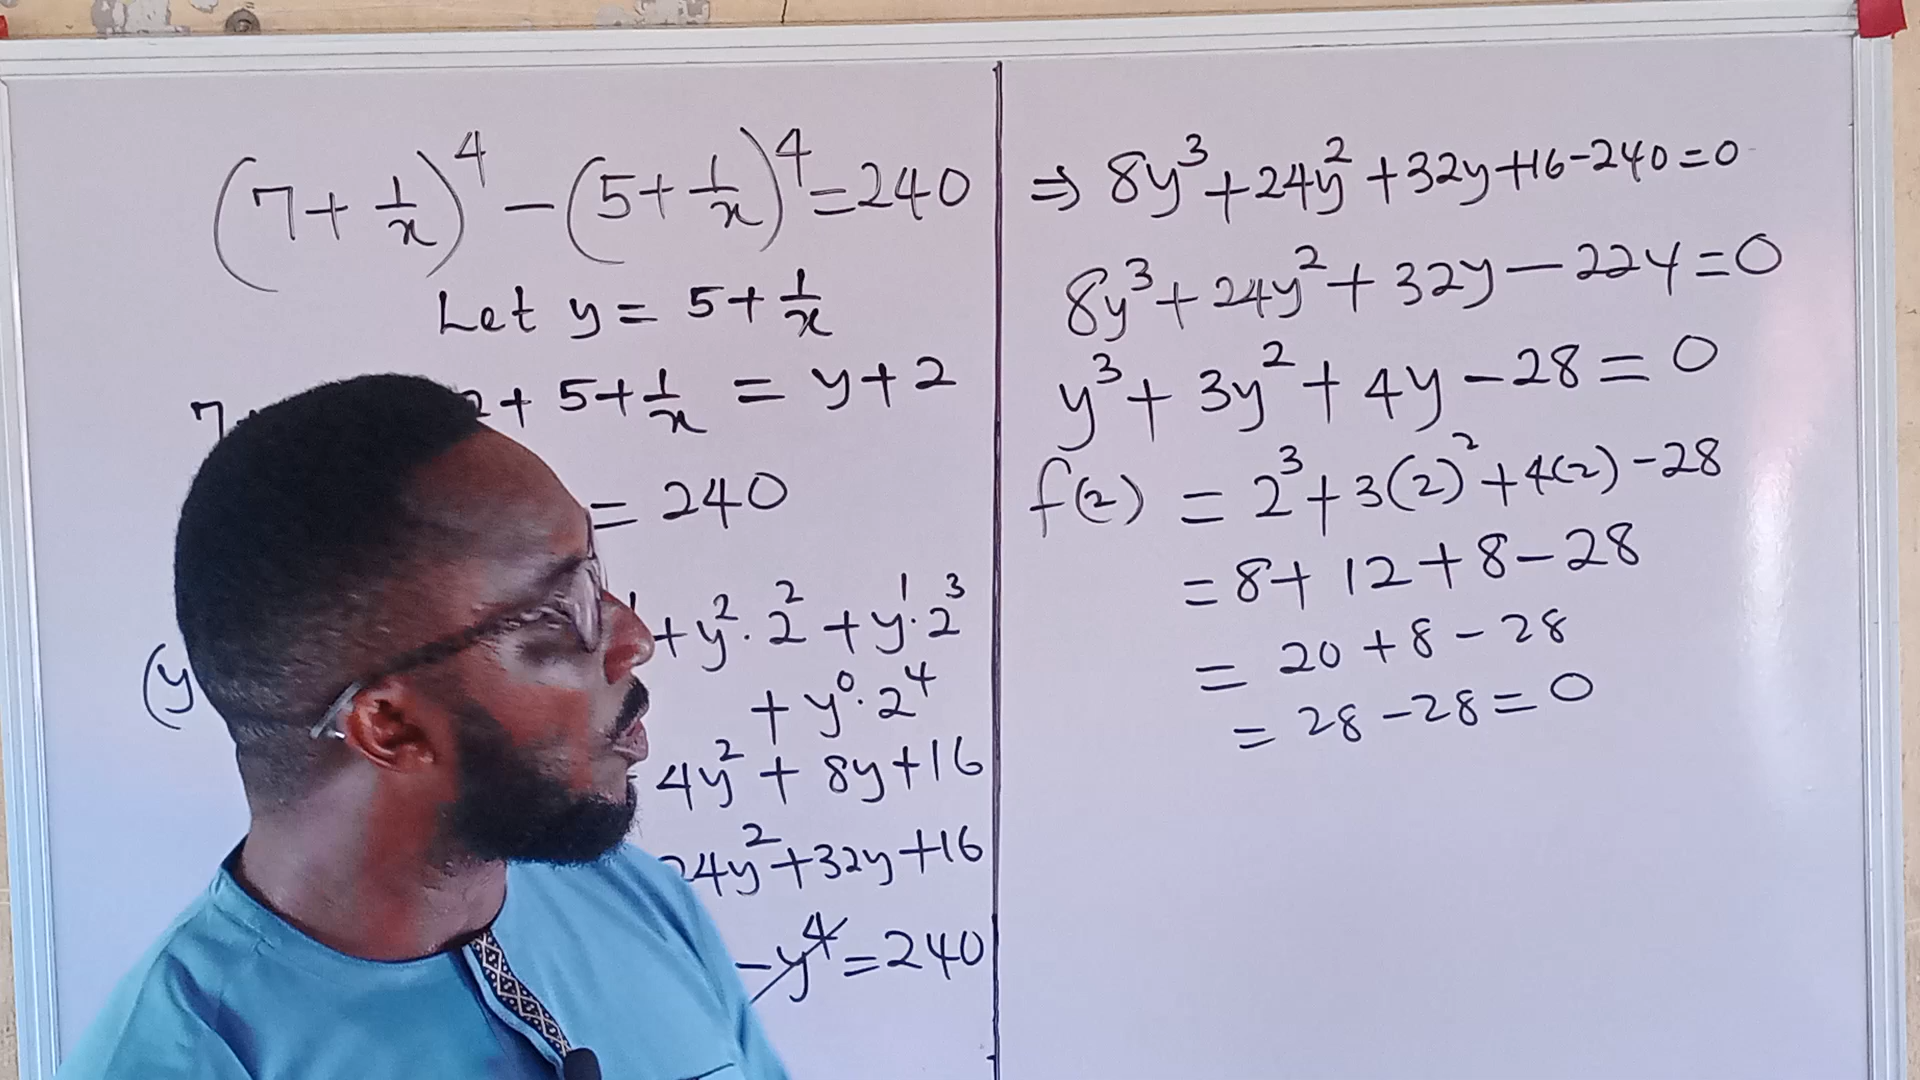 (7+1/x)^4 - (5+1/x)^4 = 240
Let y = 5+1/x
7 2+ 5+1/x = y+2
= 240
(y +y^2·2^2+y^1·2^3
+y^0·2^4
4y^2+ 8y+16
24y^2+32y+16
-y^4=240
⇒ 8y^3+24y^2+32y+16-240=0
8y^3+24y^2+32y-224=0
y^3+3y^2+4y-28=0
f(2) = 2^3+3(2)^2+4(2)-28
=8+12+8-28
= 20+8-28
= 28-28=0